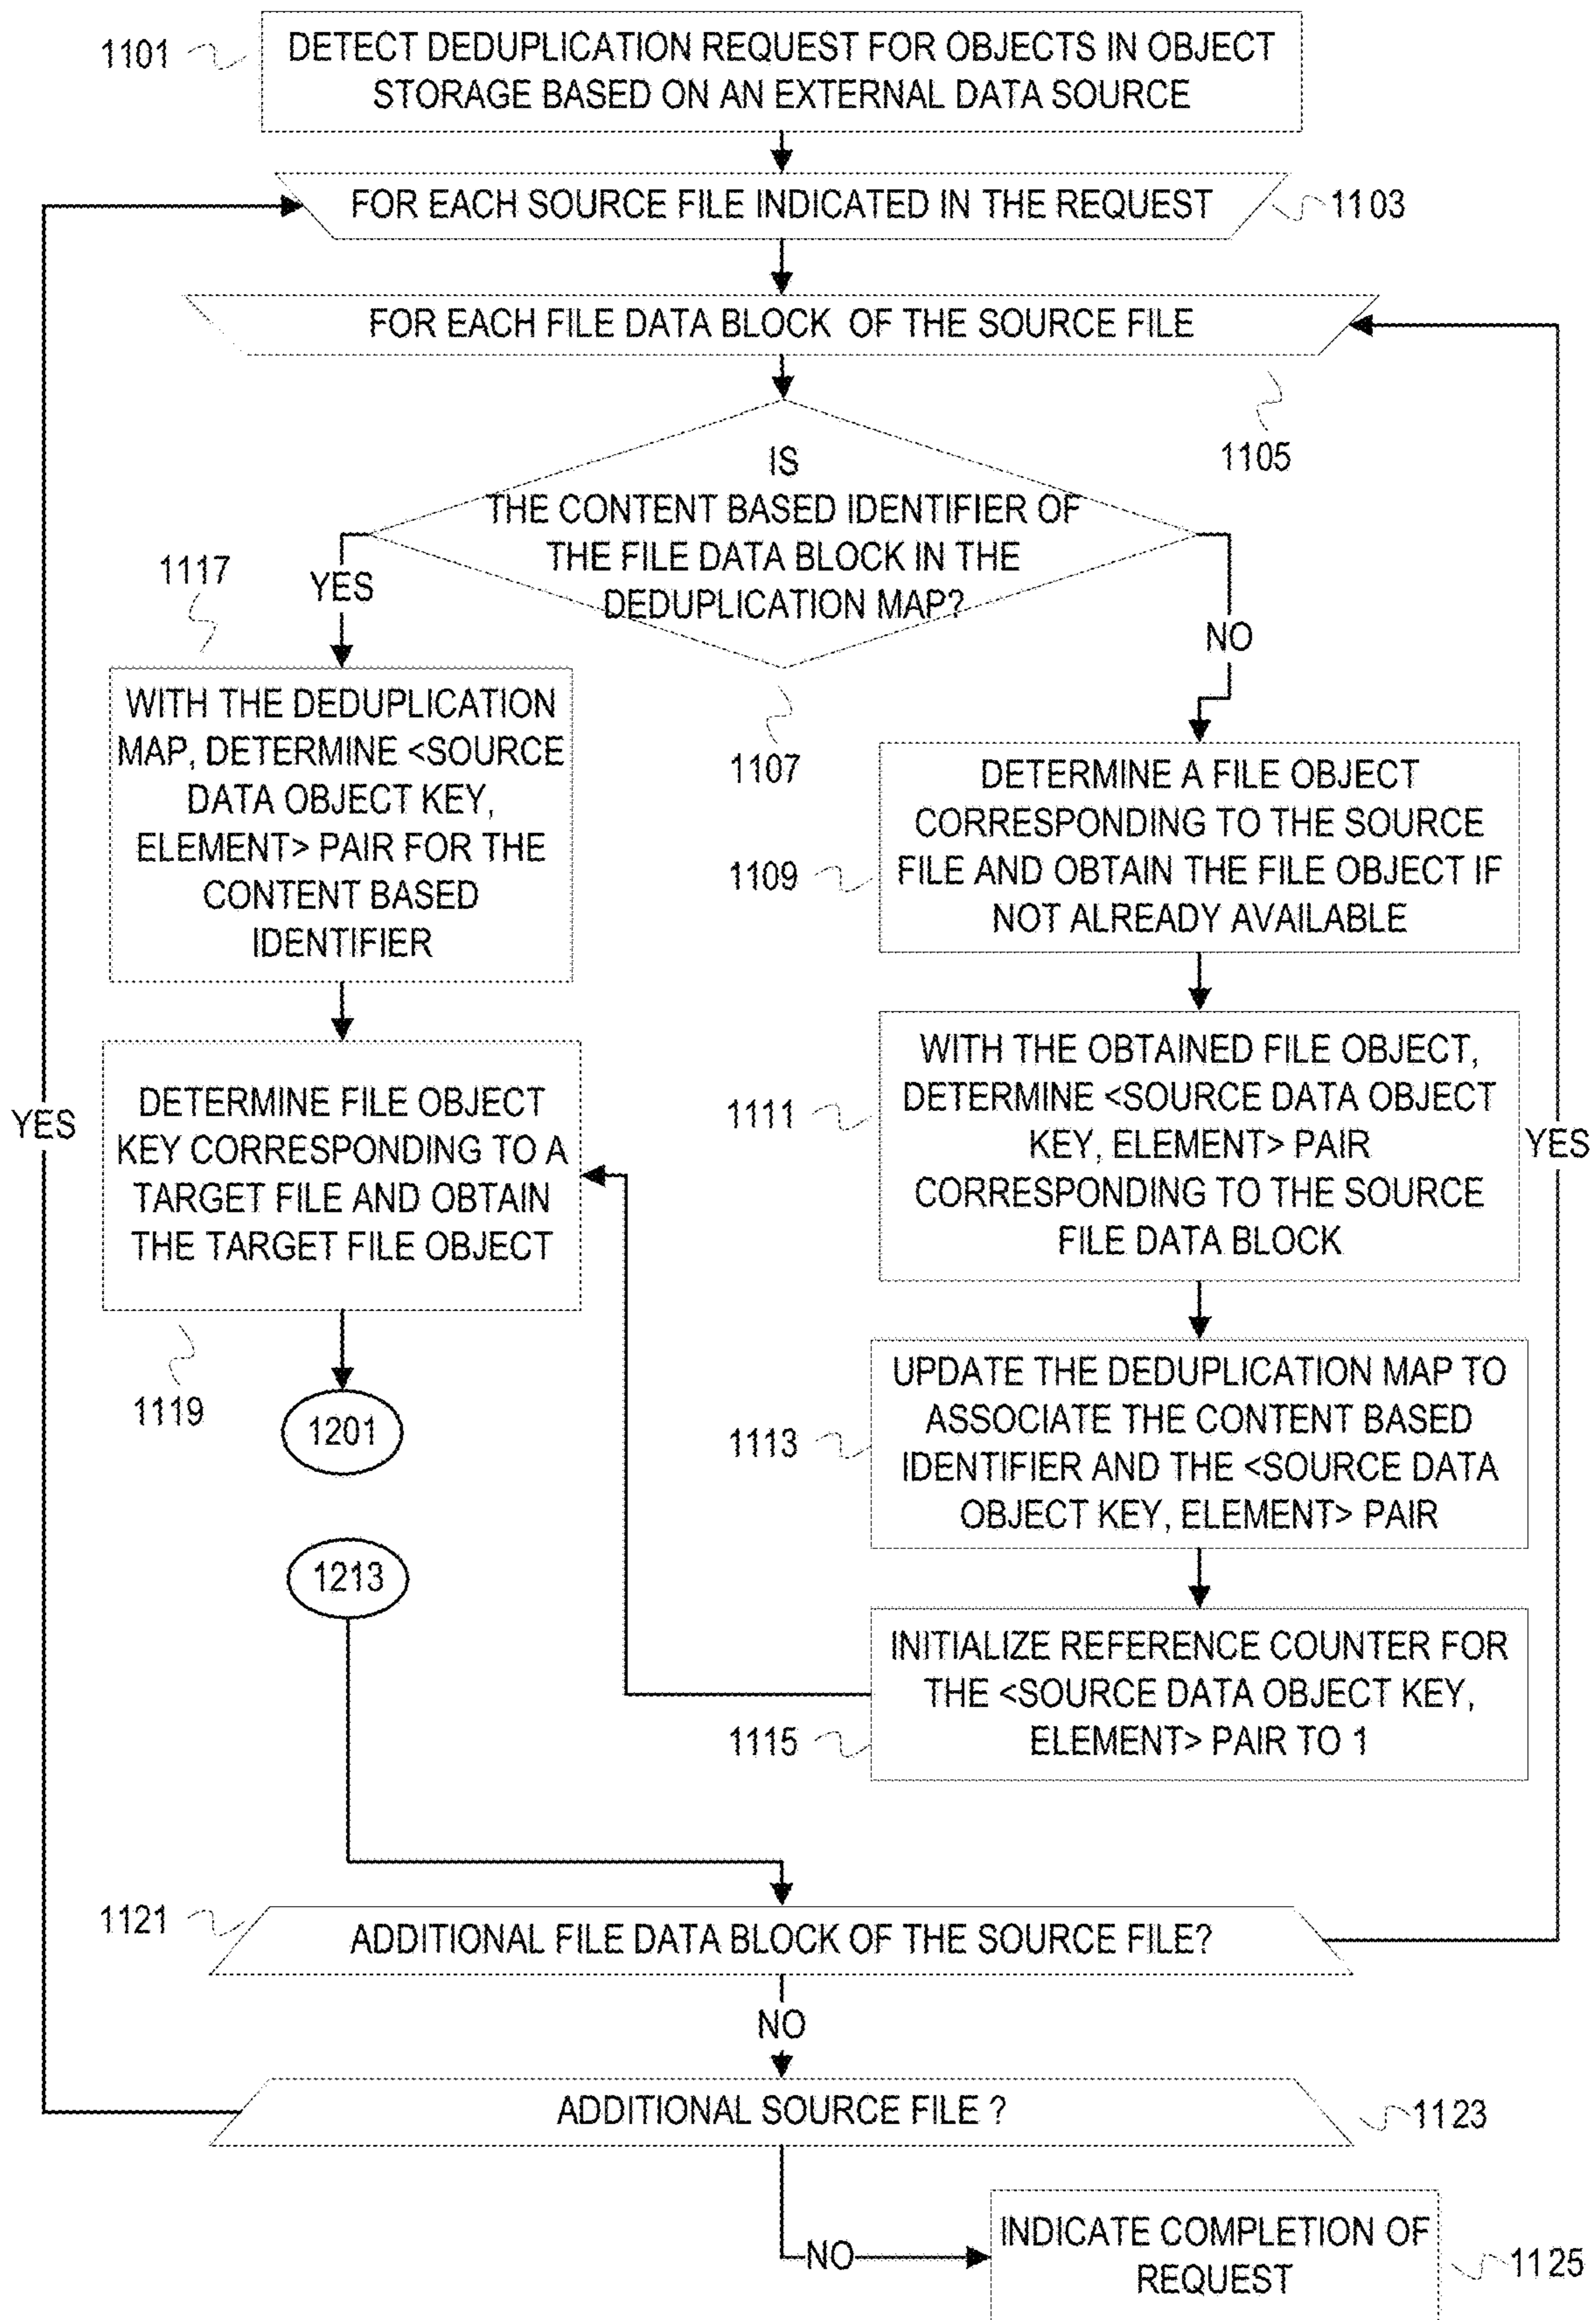 1101
DETECT DEDUPLICATION REQUEST FOR OBJECTS IN OBJECT
STORAGE BASED ON AN EXTERNAL DATA SOURCE
FOR EACH SOURCE FILE INDICATED IN THE REQUEST
1103
FOR EACH FILE DATA BLOCK OF THE SOURCE FILE
1105
IS
THE CONTENT BASED IDENTIFIER OF
THE FILE DATA BLOCK IN THE
DEDUPLICATION MAP?
1107
YES
NO
1117
WITH THE DEDUPLICATION
MAP, DETERMINE <SOURCE
DATA OBJECT KEY,
ELEMENT> PAIR FOR THE
CONTENT BASED
IDENTIFIER
DETERMINE FILE OBJECT
KEY CORRESPONDING TO A
TARGET FILE AND OBTAIN
THE TARGET FILE OBJECT
1119
1201
1109
DETERMINE A FILE OBJECT
CORRESPONDING TO THE SOURCE
FILE AND OBTAIN THE FILE OBJECT IF
NOT ALREADY AVAILABLE
1111
WITH THE OBTAINED FILE OBJECT,
DETERMINE <SOURCE DATA OBJECT
KEY, ELEMENT> PAIR
CORRESPONDING TO THE SOURCE
FILE DATA BLOCK
1113
UPDATE THE DEDUPLICATION MAP TO
ASSOCIATE THE CONTENT BASED
IDENTIFIER AND THE <SOURCE DATA
OBJECT KEY, ELEMENT> PAIR
1115
INITIALIZE REFERENCE COUNTER FOR
THE <SOURCE DATA OBJECT KEY,
ELEMENT> PAIR TO 1
1213
1121
ADDITIONAL FILE DATA BLOCK OF THE SOURCE FILE?
YES
NO
ADDITIONAL SOURCE FILE ?
1123
YES
NO
INDICATE COMPLETION OF
REQUEST
1125